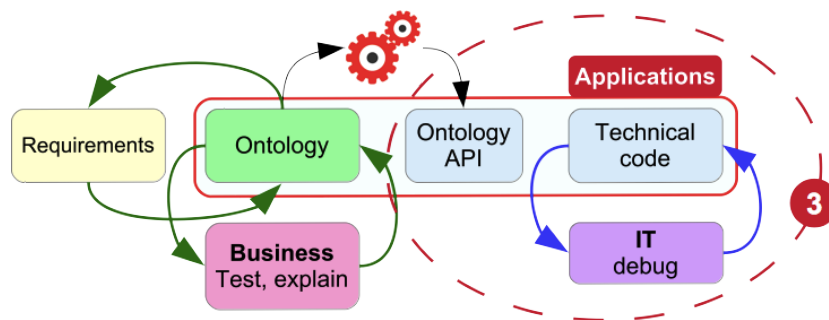 Applications
Requirements
Ontology
Ontology
API
Technical
code
3
Business
Test, explain
IT
debug